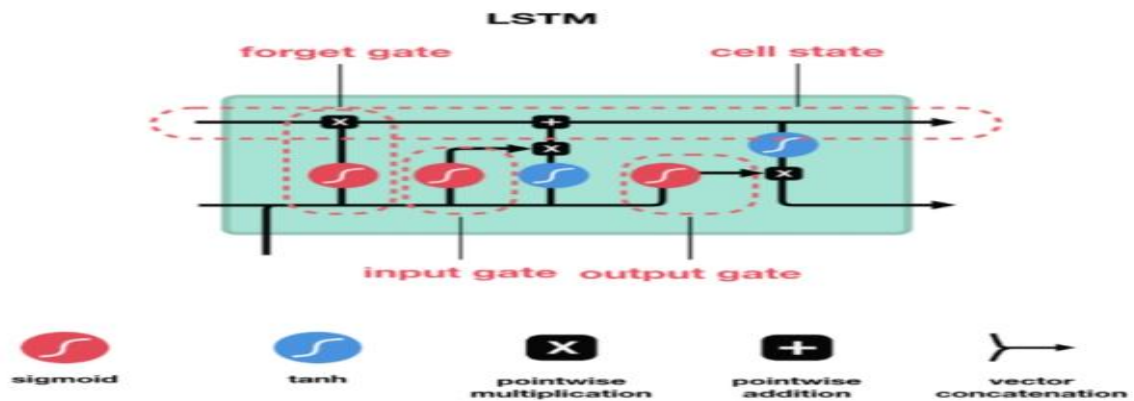 LSTM
forget gate
cell state
input gate
output gate
sigmoid
tanh
pointwise
multiplication
pointwise
addition
vector
concatenation